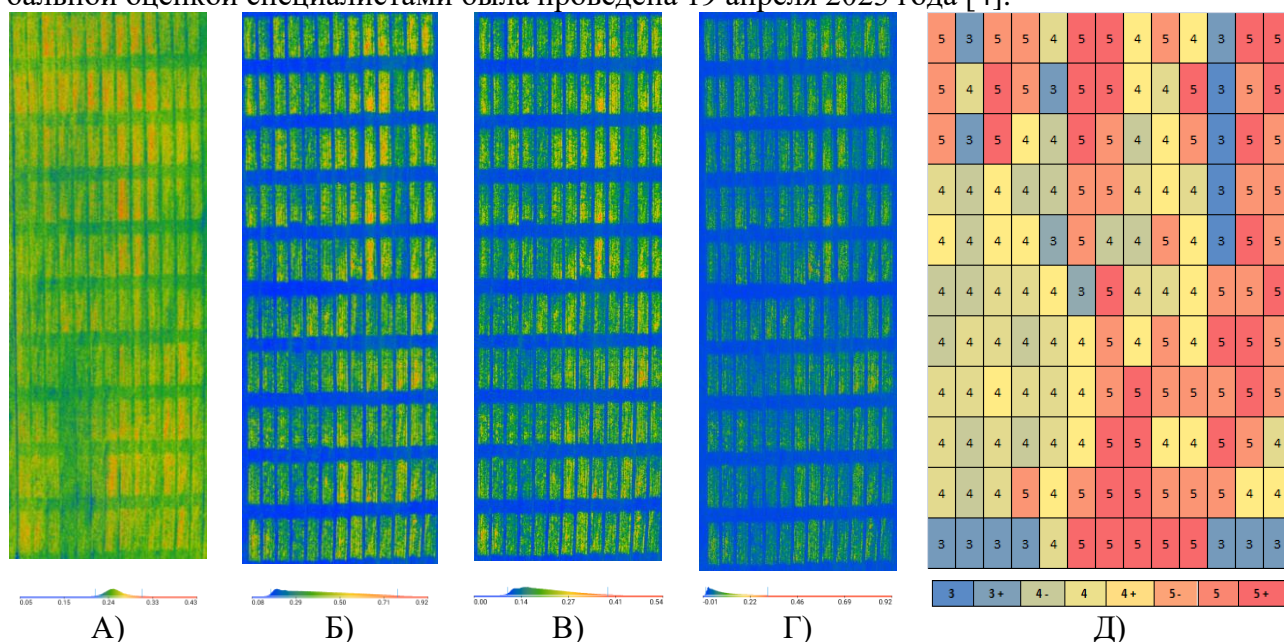 бальной оценкой специалистами была проведена 19 апреля 2023 года [4].
5 3 5 5 4 5 5 4 5 4 3 5 5
5 4 5 5 3 5 5 4 4 5 3 5 5
5 3 5 4 4 5 5 4 4 5 3 5 5
4 4 4 4 4 5 5 4 4 4 3 5 5
4 4 4 4 3 5 4 4 5 4 3 5 5
4 4 4 4 4 3 5 4 4 4 5 5 5
4 4 4 4 4 4 5 4 5 4 5 5 5
4 4 4 4 4 4 5 5 5 5 5 5 5
4 4 4 4 4 4 5 5 4 4 5 5 4
4 4 4 5 4 5 5 5 5 5 5 4 4
3 3 3 3 4 5 5 5 5 5 3 3 3
0.05 0.15 0.24 0.33 0.43
0.08 0.29 0.50 0.71 0.92
0.00 0.14 0.27 0.41 0.54
-0.01 0.22 0.46 0.69 0.92
3 3+ 4- 4 4+ 5- 5 5+
А) Б) В) Г) Д)